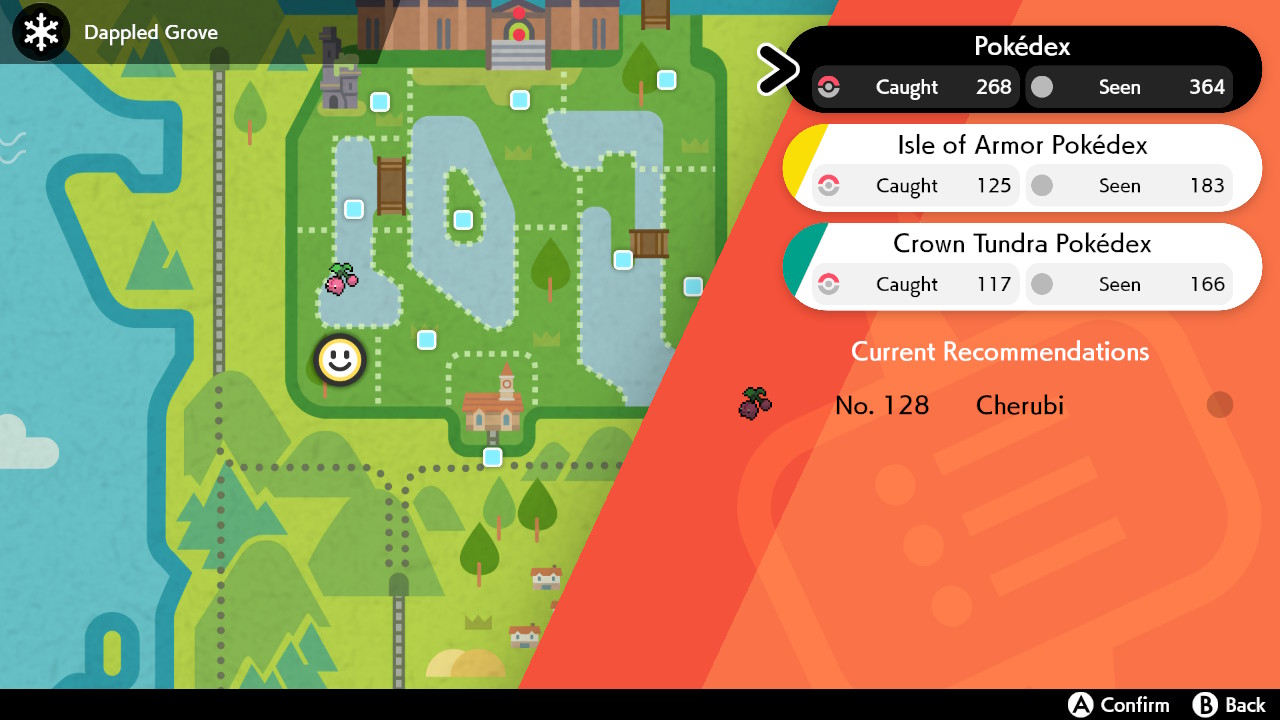 Dappled Grove
Pokédex
Caught 268 Seen 364
Isle of Armor Pokédex
Caught 125 Seen 183
Crown Tundra Pokédex
Caught 117 Seen 166
Current Recommendations
No. 128 Cherubi
A Confirm B Back